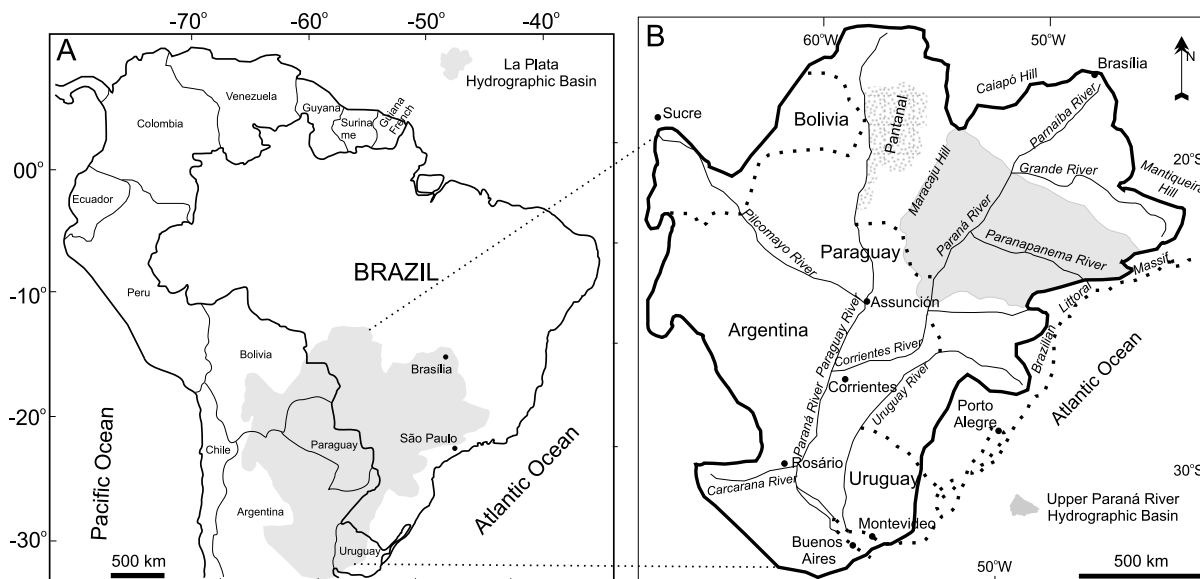 -70° -60° -50° -40°
A
La Plata
Hydrographic Basin
Venezuela
Guyana
Surina
me
Guiana
French
Colombia
00°
Ecuador
BRAZIL
Peru
-10°
Bolivia
Brasília
-20°
São Paulo
Chile
Paraguay
Pacific Ocean
Atlantic Ocean
Argentina
-30°
Uruguay
500 km
B
60°W
50°W
N
Caiapó Hill
Brasília
Sucre
Bolivia
Pantanal
Parnaiba River
20°S
Maracaju Hill
Grande River
Mantiqueira
Hill
Pilcomayo River
Paraná River
Paraguay
Paranapanema River
Massif
Littoral
Brazilian
Assunción
Argentina
Paraguay River
Corrientes River
Corrientes
Uruguay River
Atlantic Ocean
Porto
Alegre
Paraná River
Rosário
Carcarana River
Uruguay
30°S
Upper Paraná River
Hydrographic Basin
Montevideo
Buenos
Aires
50°W
500 km